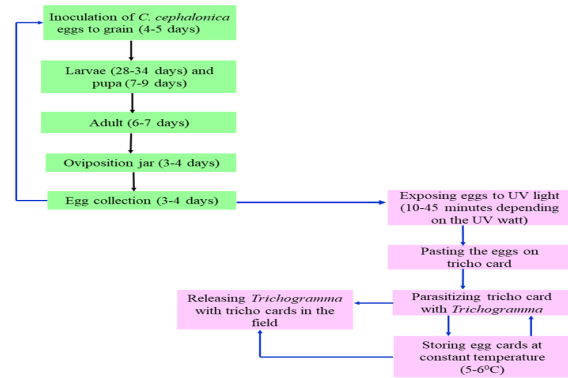 Inoculation of C. cephalonica
eggs to grain (4-5 days)
Larvae (28-34 days) and
pupa (7-9 days)
Adult (6-7 days)
Oviposition jar (3-4 days)
Egg collection (3-4 days)
Exposing eggs to UV light
(10-45 minutes depending
on the UV watt)
Pasting the eggs on
tricho card
Releasing Trichogramma
with tricho cards in the
field
Parasitizing tricho card
with Trichogramma
Storing egg cards at
constant temperature
(5-6⁰C)